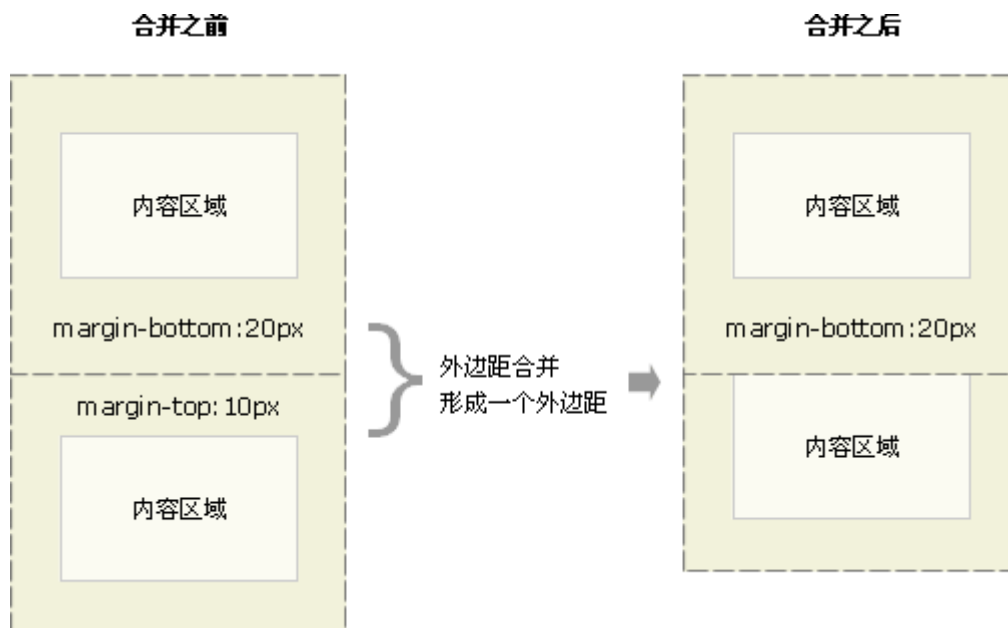 合并之前
合并之后
内容区域
margin-bottom:20px
margin-top:10px
内容区域
外边距合并
形成一个外边距
内容区域
margin-bottom:20px
内容区域